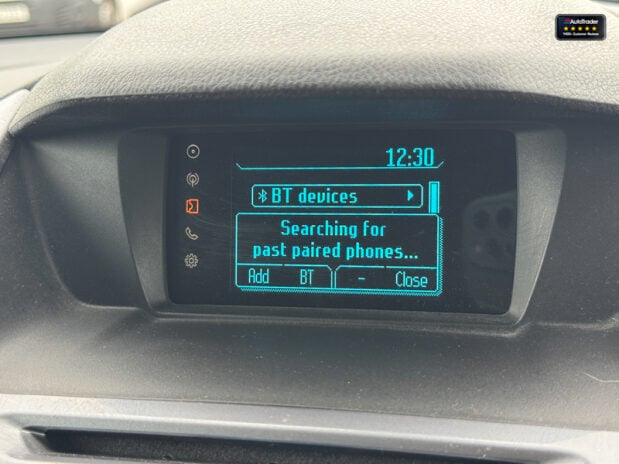 AutoTrader
12:30
BT devices
Searching for
past paired phones...
Add BT - Close